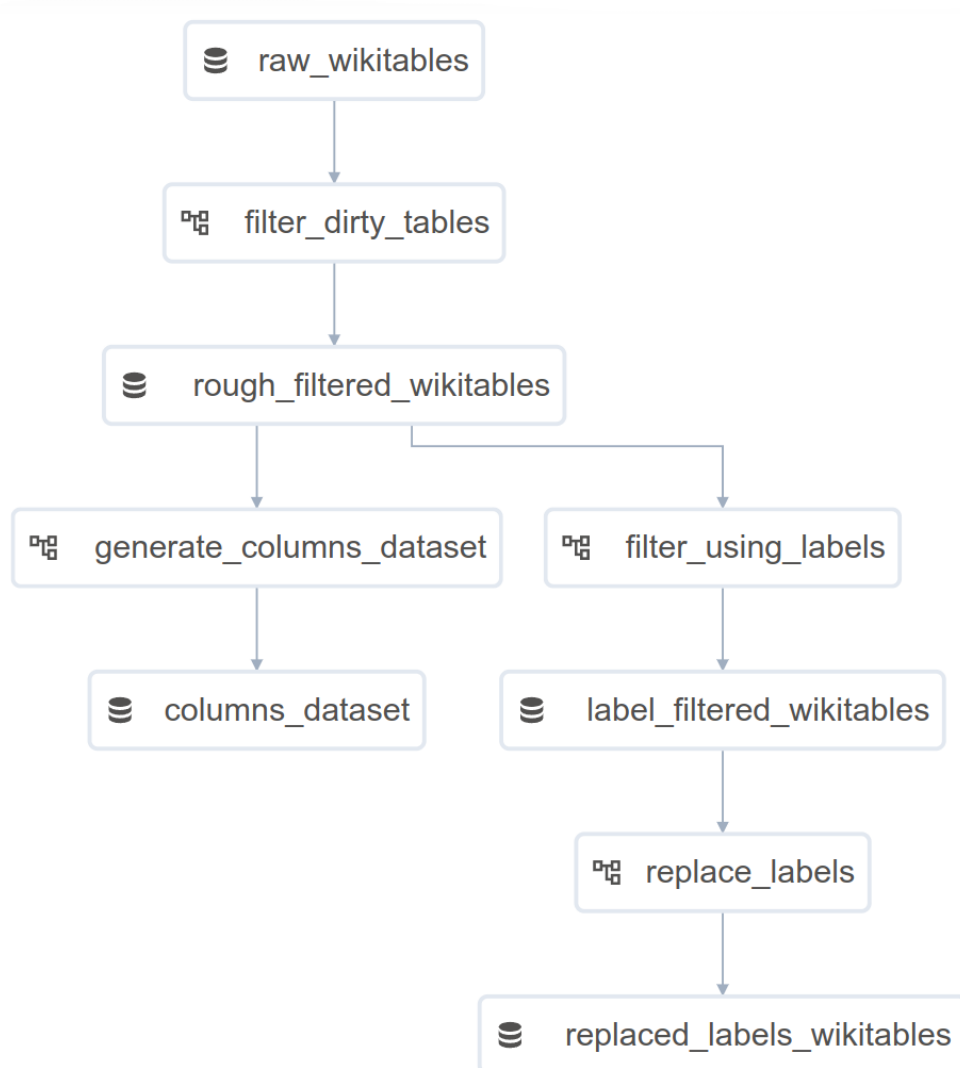 raw_wikitables
filter_dirty_tables
rough_filtered_wikitables
generate_columns_dataset
filter_using_labels
columns_dataset
label_filtered_wikitables
replace_labels
replaced_labels_wikitables